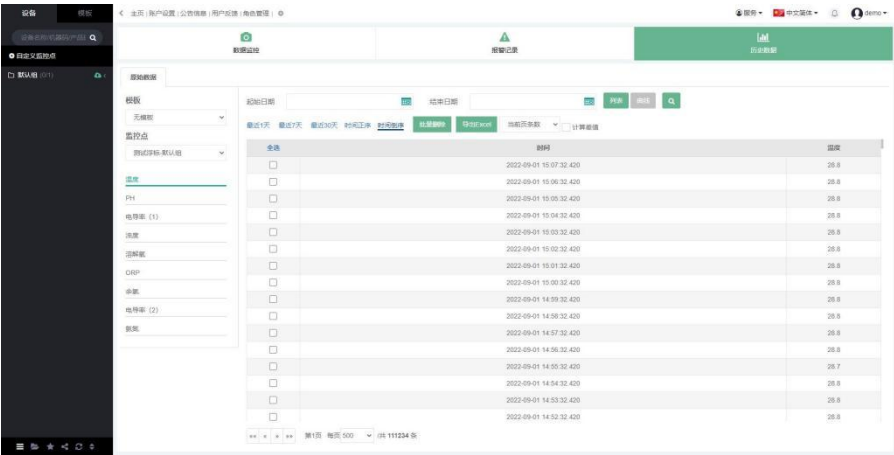 设备 模板
主页 | 账户设置 | 公告信息 | 用户反馈 | 角色管理 |
服务 中文简体 demo
自定义监控点
默认组 (0/1)
数据监控
报警记录
历史数据
原始数据
模板
无模板
监控点
测试浮标-默认组
温度
PH
电导率（1）
浊度
溶解氧
ORP
余氯
电导率（2）
氨氮
起始日期 结束日期 列表 曲线
最近1天 最近7天 最近30天 时间正序 时间倒序 批量删除 导出Excel 当前页条数 计算差值
全选 时间 温度
2022-09-01 15:07:32.420 28.8
2022-09-01 15:06:32.420 28.8
2022-09-01 15:05:32.420 28.8
2022-09-01 15:04:32.420 28.8
2022-09-01 15:03:32.420 28.8
2022-09-01 15:02:32.420 28.8
2022-09-01 15:01:32.420 28.8
2022-09-01 15:00:32.420 28.8
2022-09-01 14:59:32.420 28.8
2022-09-01 14:58:32.420 28.8
2022-09-01 14:57:32.420 28.8
2022-09-01 14:56:32.420 28.8
2022-09-01 14:55:32.420 28.7
2022-09-01 14:54:32.420 28.8
2022-09-01 14:53:32.420 28.8
2022-09-01 14:52:32.420 28.8
第1页 每页 500 /共 111234 条